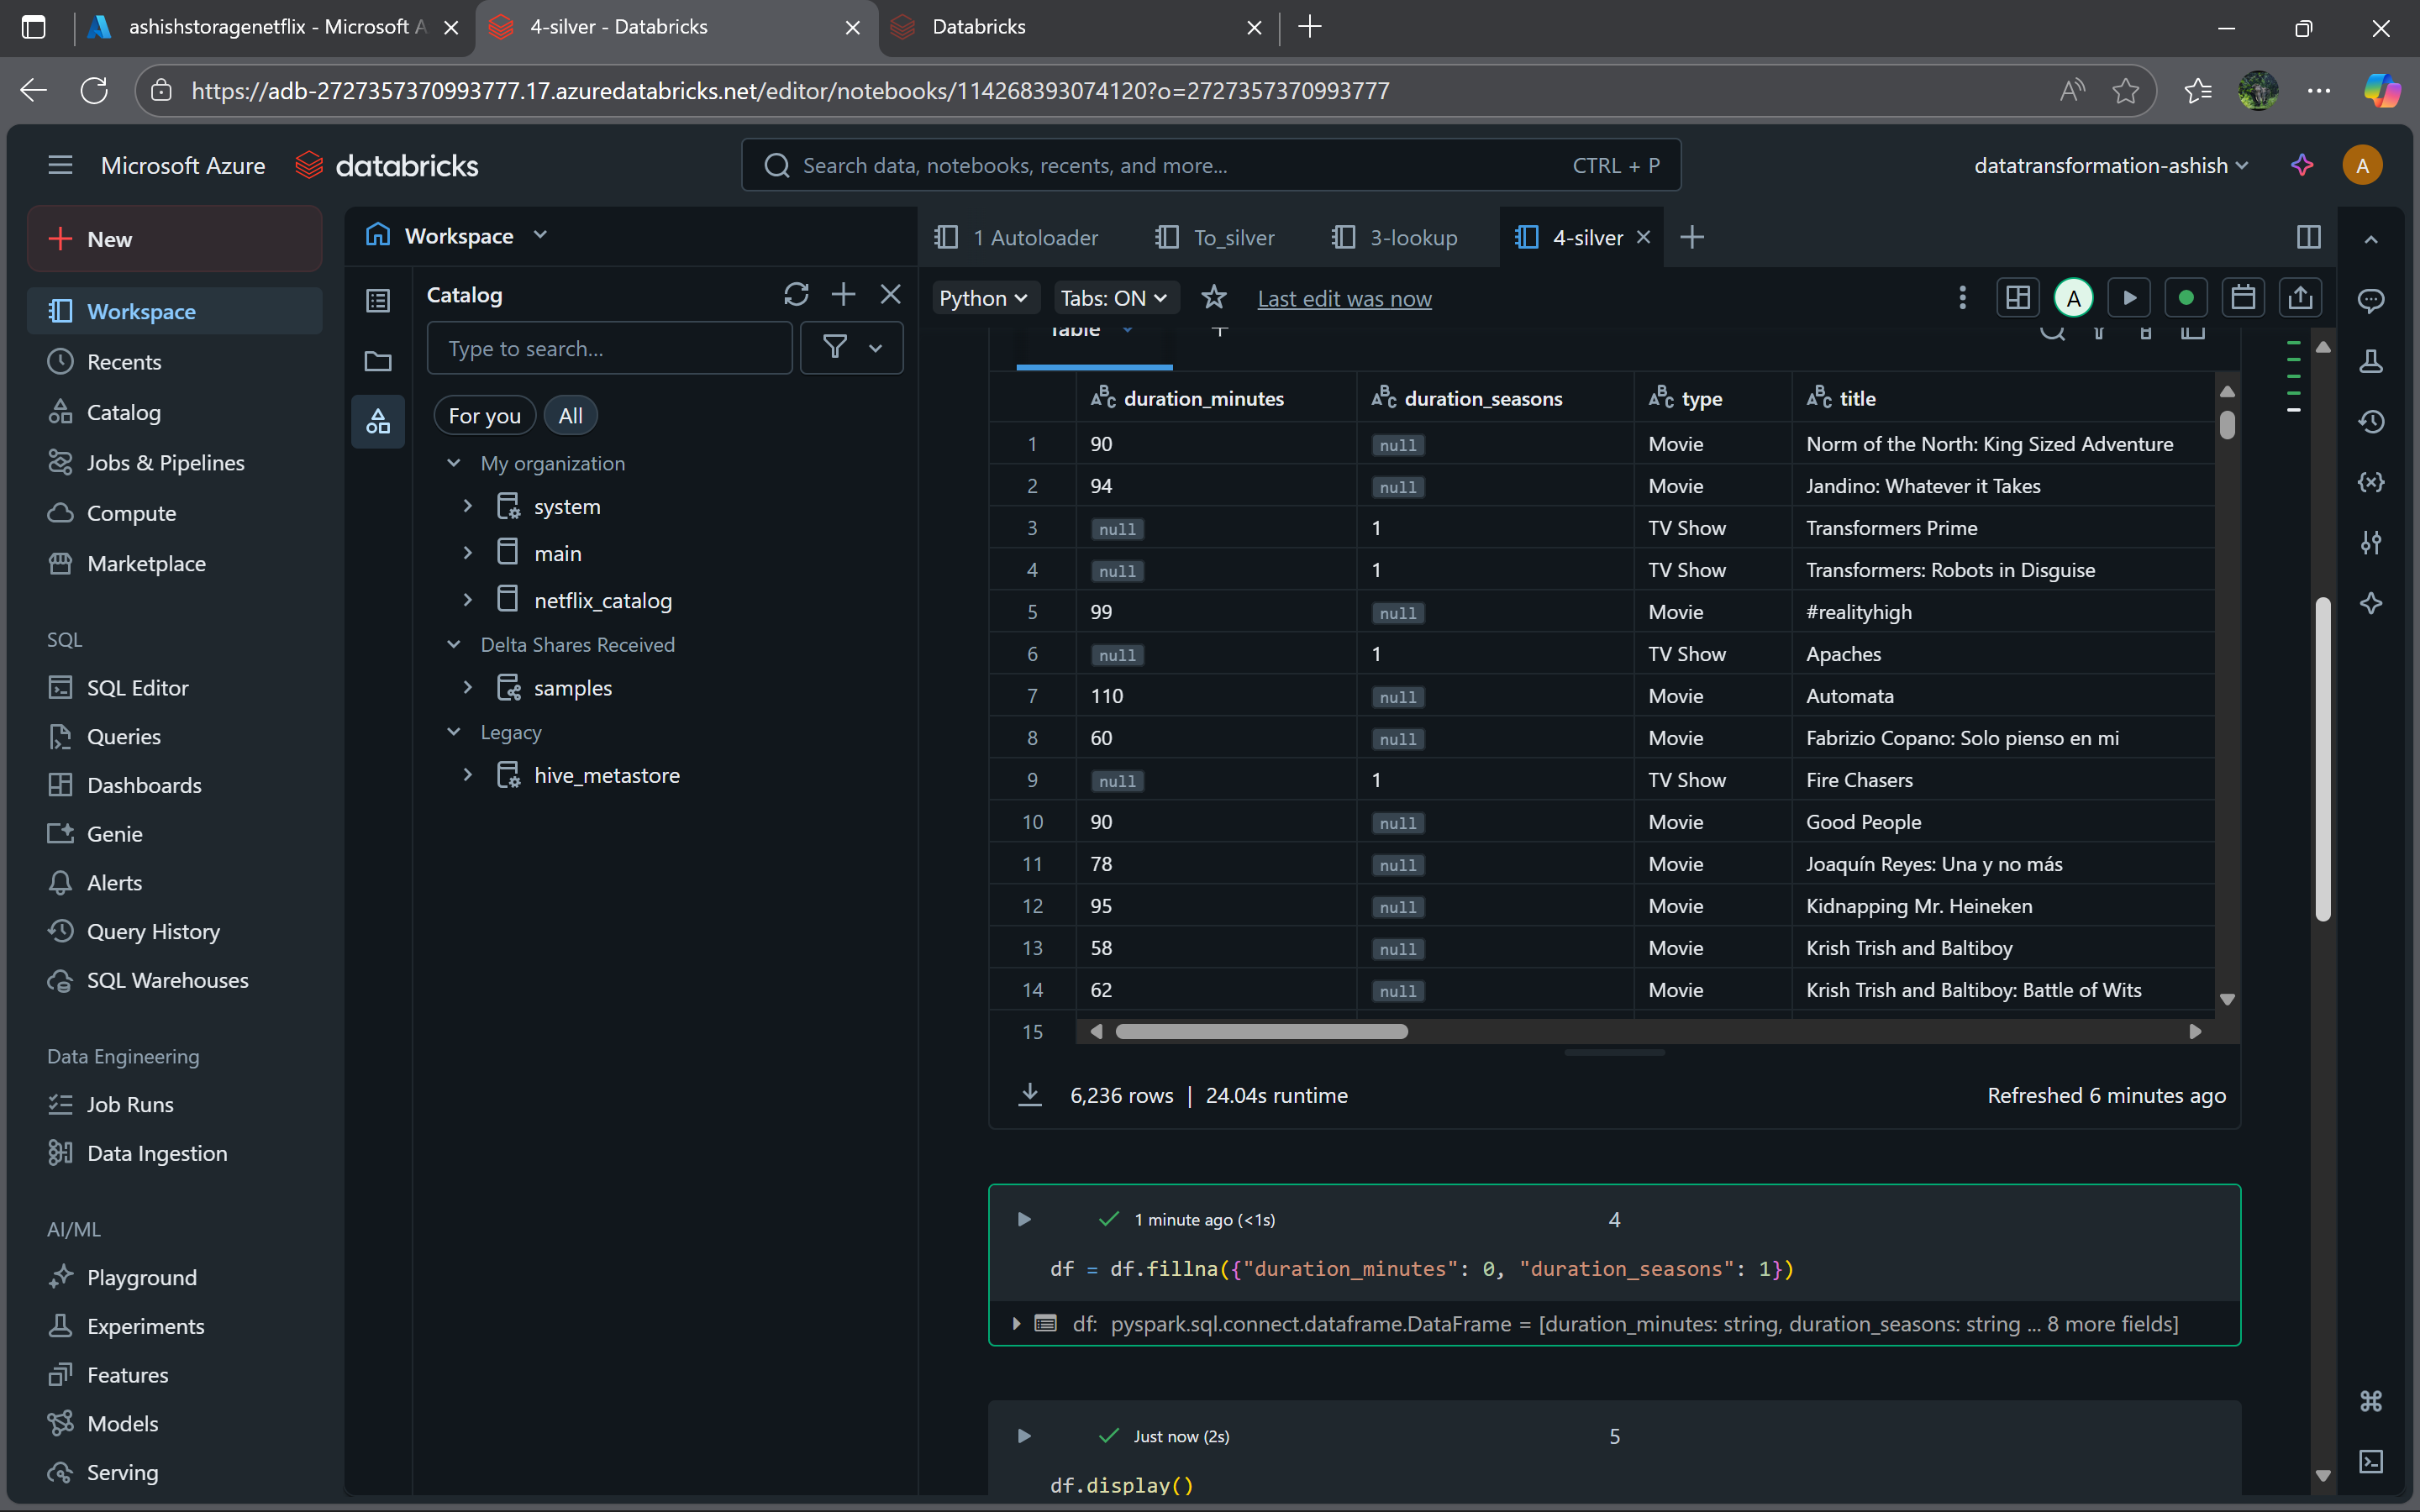 ashishstoragenetflix - Microsoft A
4-silver - Databricks
Databricks
https://adb-2727357370993777.17.azuredatabricks.net/editor/notebooks/114268393074120?o=2727357370993777
Microsoft Azure
databricks
Search data, notebooks, recents, and more...
CTRL + P
datatransformation-ashish
A
New
Workspace
Recents
Catalog
Jobs & Pipelines
Compute
Marketplace
SQL
SQL Editor
Queries
Dashboards
Genie
Alerts
Query History
SQL Warehouses
Data Engineering
Job Runs
Data Ingestion
AI/ML
Playground
Experiments
Features
Models
Serving
Workspace
Catalog
Type to search...
For you
All
My organization
system
main
netflix_catalog
Delta Shares Received
samples
Legacy
hive_metastore
1 Autoloader
To_silver
3-lookup
4-silver
Python
Tabs: ON
Last edit was now
A
Table
duration_minutes duration_seasons type title
1 90 null Movie Norm of the North: King Sized Adventure
2 94 null Movie Jandino: Whatever it Takes
3 null 1 TV Show Transformers Prime
4 null 1 TV Show Transformers: Robots in Disguise
5 99 null Movie #realityhigh
6 null 1 TV Show Apaches
7 110 null Movie Automata
8 60 null Movie Fabrizio Copano: Solo pienso en mi
9 null 1 TV Show Fire Chasers
10 90 null Movie Good People
11 78 null Movie Joaquín Reyes: Una y no más
12 95 null Movie Kidnapping Mr. Heineken
13 58 null Movie Krish Trish and Baltiboy
14 62 null Movie Krish Trish and Baltiboy: Battle of Wits
15
6,236 rows | 24.04s runtime
Refreshed 6 minutes ago
1 minute ago (<1s)
4
df = df.fillna({"duration_minutes": 0, "duration_seasons": 1})
df: pyspark.sql.connect.dataframe.DataFrame = [duration_minutes: string, duration_seasons: string ... 8 more fields]
Just now (2s)
5
df.display()